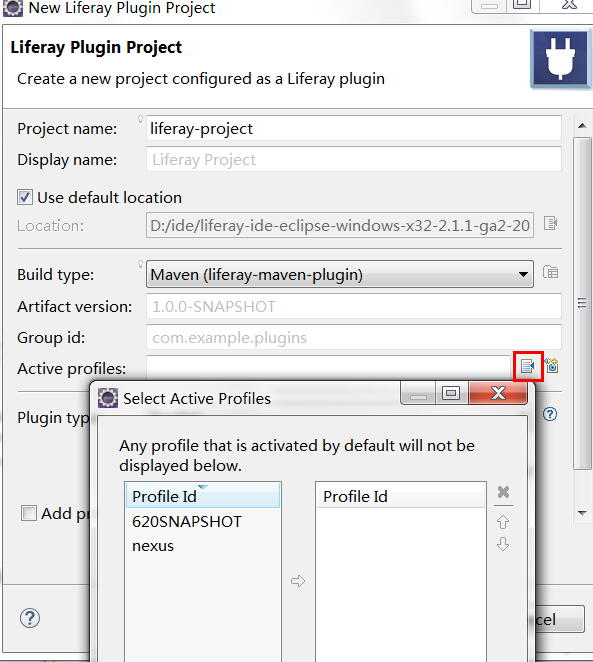 New Liferay Plugin Project
Liferay Plugin Project
Create a new project configured as a Liferay plugin
Project name:
liferay-project
Display name:
Liferay Project
Use default location
Location:
D:/ide/liferay-ide-eclipse-windows-x32-2.1.1-ga2-20
Build type:
Maven (liferay-maven-plugin)
Artifact version:
1.0.0-SNAPSHOT
Group id:
com.example.plugins
Active profiles:
Select Active Profiles
Plugin typ
Any profile that is activated by default will not be
displayed below.
Profile Id
Profile Id
Add pr
620SNAPSHOT
nexus
cel